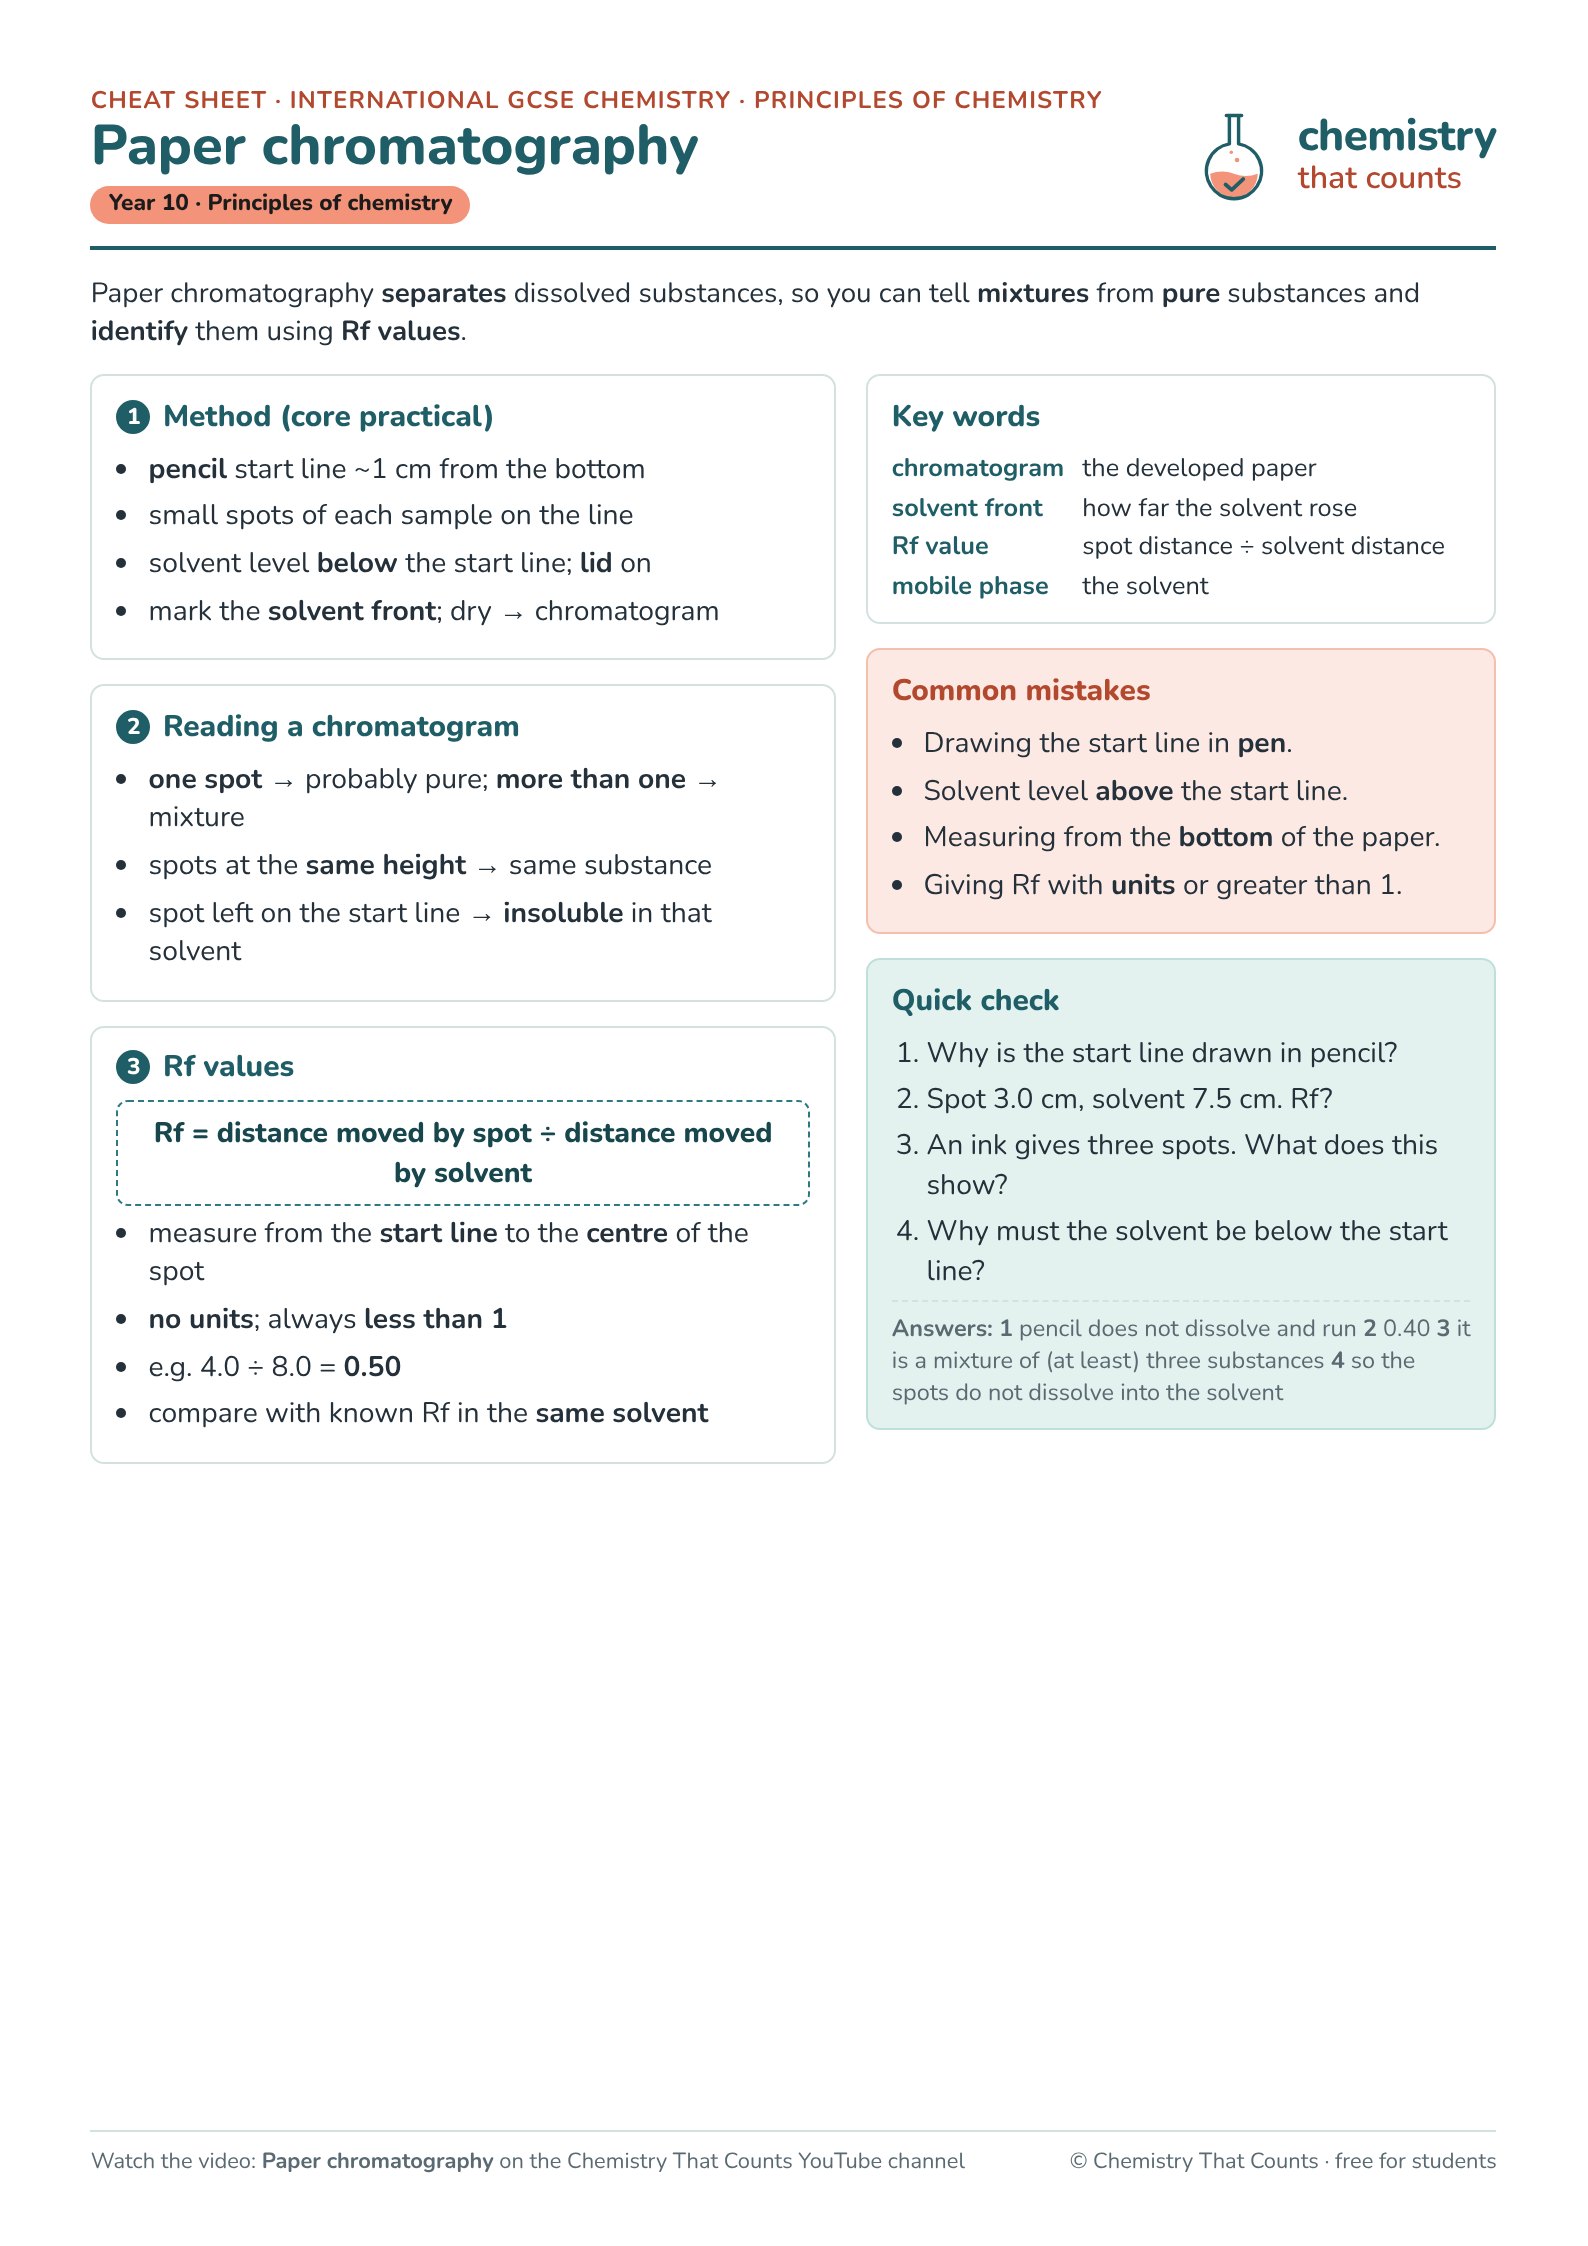 CHEAT SHEET · INTERNATIONAL GCSE CHEMISTRY · PRINCIPLES OF CHEMISTRY
Paper chromatography
Year 10 · Principles of chemistry
chemistry
that counts
Paper chromatography separates dissolved substances, so you can tell mixtures from pure substances and
identify them using Rf values.
1 Method (core practical)
• pencil start line ~1 cm from the bottom
• small spots of each sample on the line
• solvent level below the start line; lid on
• mark the solvent front; dry → chromatogram
2 Reading a chromatogram
• one spot → probably pure; more than one →
mixture
• spots at the same height → same substance
• spot left on the start line → insoluble in that
solvent
3 Rf values
Rf = distance moved by spot ÷ distance moved
by solvent
• measure from the start line to the centre of the
spot
• no units; always less than 1
• e.g. 4.0 ÷ 8.0 = 0.50
• compare with known Rf in the same solvent
Key words
chromatogram the developed paper
solvent front how far the solvent rose
Rf value spot distance ÷ solvent distance
mobile phase the solvent
Common mistakes
• Drawing the start line in pen.
• Solvent level above the start line.
• Measuring from the bottom of the paper.
• Giving Rf with units or greater than 1.
Quick check
1. Why is the start line drawn in pencil?
2. Spot 3.0 cm, solvent 7.5 cm. Rf?
3. An ink gives three spots. What does this
show?
4. Why must the solvent be below the start
line?
Answers: 1 pencil does not dissolve and run 2 0.40 3 it
is a mixture of (at least) three substances 4 so the
spots do not dissolve into the solvent
Watch the video: Paper chromatography on the Chemistry That Counts YouTube channel
© Chemistry That Counts · free for students